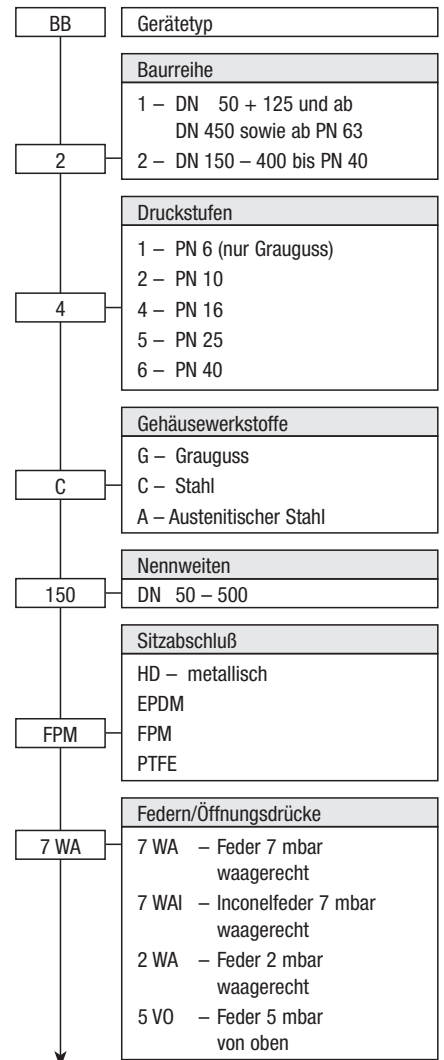 BB Gerätetyp
Baurreihe
1 – DN 50 + 125 und ab
DN 450 sowie ab PN 63
2 2 – DN 150 – 400 bis PN 40
Druckstufen
1 – PN 6 (nur Grauguss)
2 – PN 10
4 4 – PN 16
5 – PN 25
6 – PN 40
Gehäusewerkstoffe
G – Grauguss
C C – Stahl
A – Austenitischer Stahl
Nennweiten
150 DN 50 – 500
Sitzabschluß
HD – metallisch
EPDM
FPM FPM
PTFE
Federn/Öffnungsdrücke
7 WA 7 WA – Feder 7 mbar
waagerecht
7 WAI – Inconelfeder 7 mbar
waagerecht
2 WA – Feder 2 mbar
waagerecht
5 VO – Feder 5 mbar
von oben